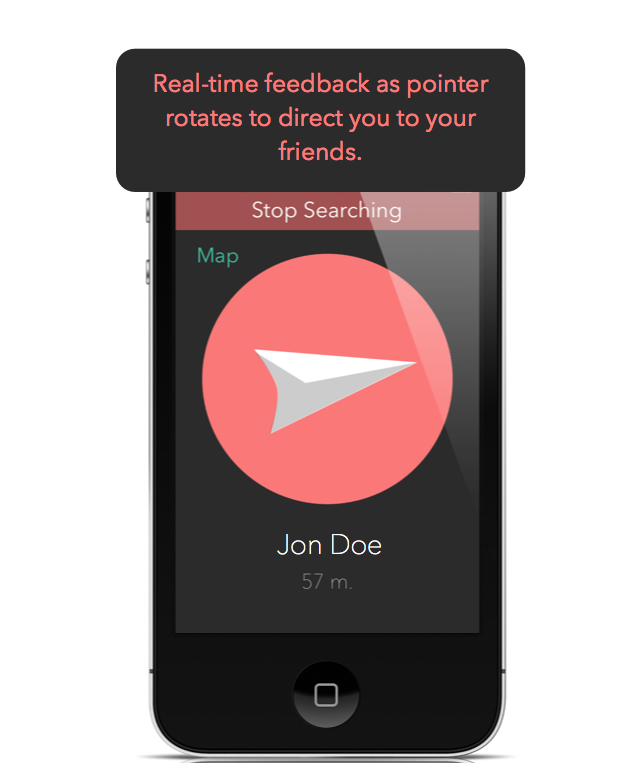 Real-time feedback as pointer
rotates to direct you to your
friends.
Stop Searching
Map
Jon Doe
57 m.